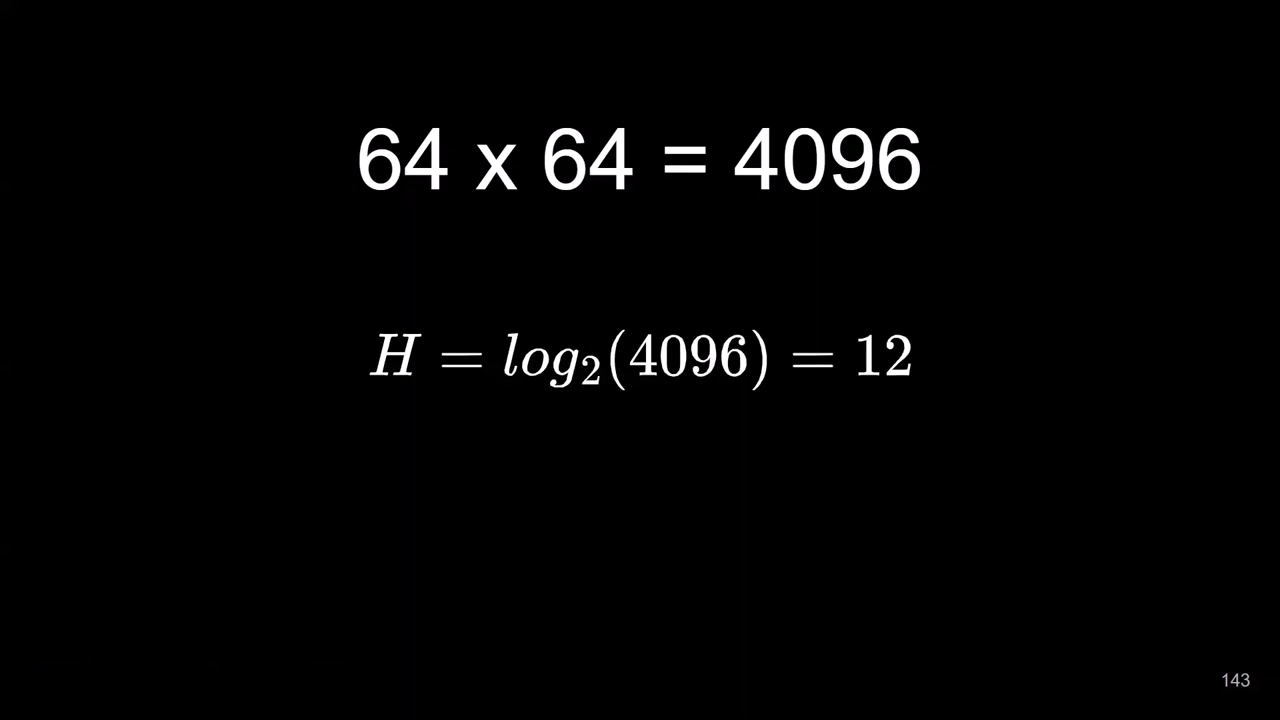 64 x 64 = 4096
H = log₂(4096) = 12
143